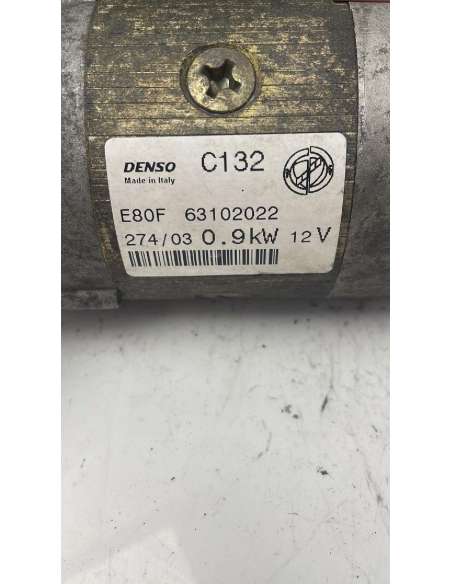 DENSO C132
Made in Italy
E80F 63102022
274/03 0.9kW 12V